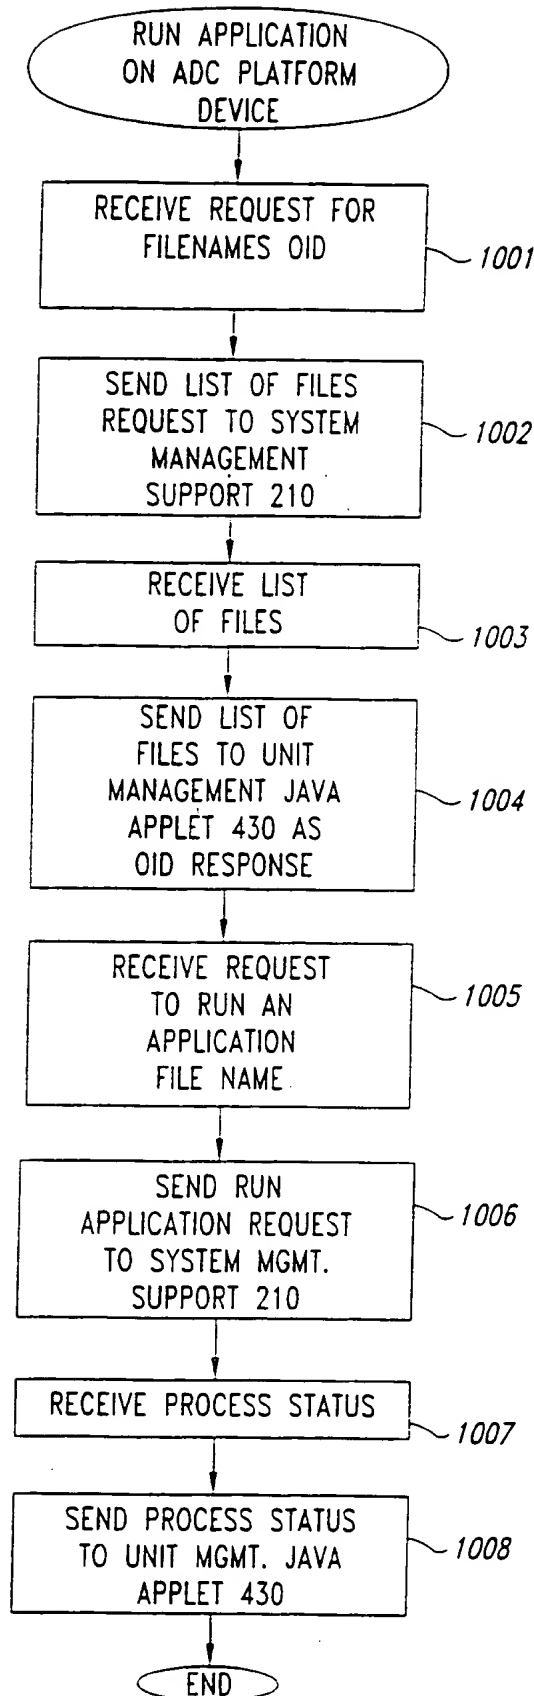 RUN APPLICATION
ON ADC PLATFORM
DEVICE
RECEIVE REQUEST FOR
FILENAMES OID
1001
SEND LIST OF FILES
REQUEST TO SYSTEM
MANAGEMENT
SUPPORT 210
1002
RECEIVE LIST
OF FILES
1003
SEND LIST OF
FILES TO UNIT
MANAGEMENT JAVA
APPLET 430 AS
OID RESPONSE
1004
RECEIVE REQUEST
TO RUN AN
APPLICATION
FILE NAME
1005
SEND RUN
APPLICATION REQUEST
TO SYSTEM MGMT.
SUPPORT 210
1006
RECEIVE PROCESS STATUS
1007
SEND PROCESS STATUS
TO UNIT MGMT. JAVA
APPLET 430
1008
END